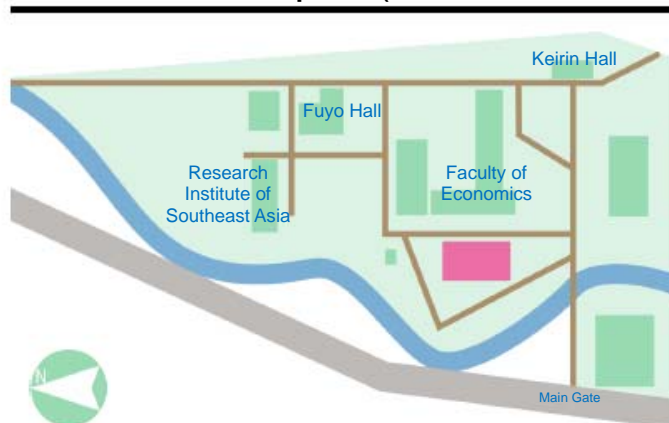 Keirin Hall
Fuyo Hall
Research
Institute of
Southeast Asia
Faculty of
Economics
N
Main Gate